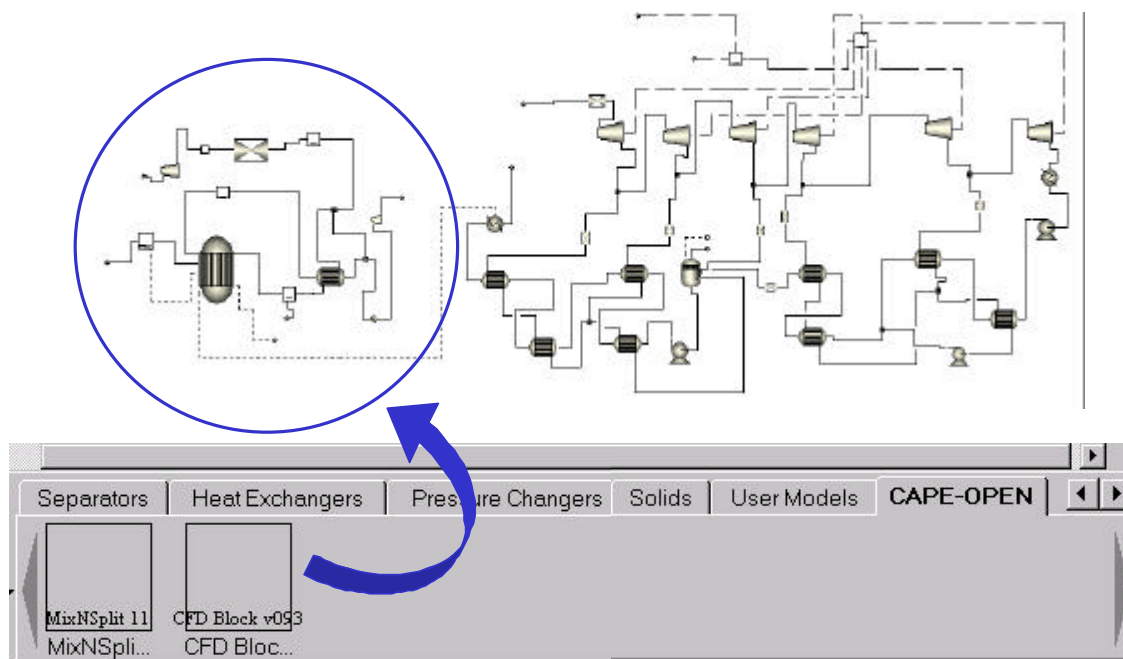 Separators Heat Exchangers Pressure Changers Solids User Models CAPE-OPEN
MixNSplit 11 CFD Block v093
MixNSpli... CFD Bloc...